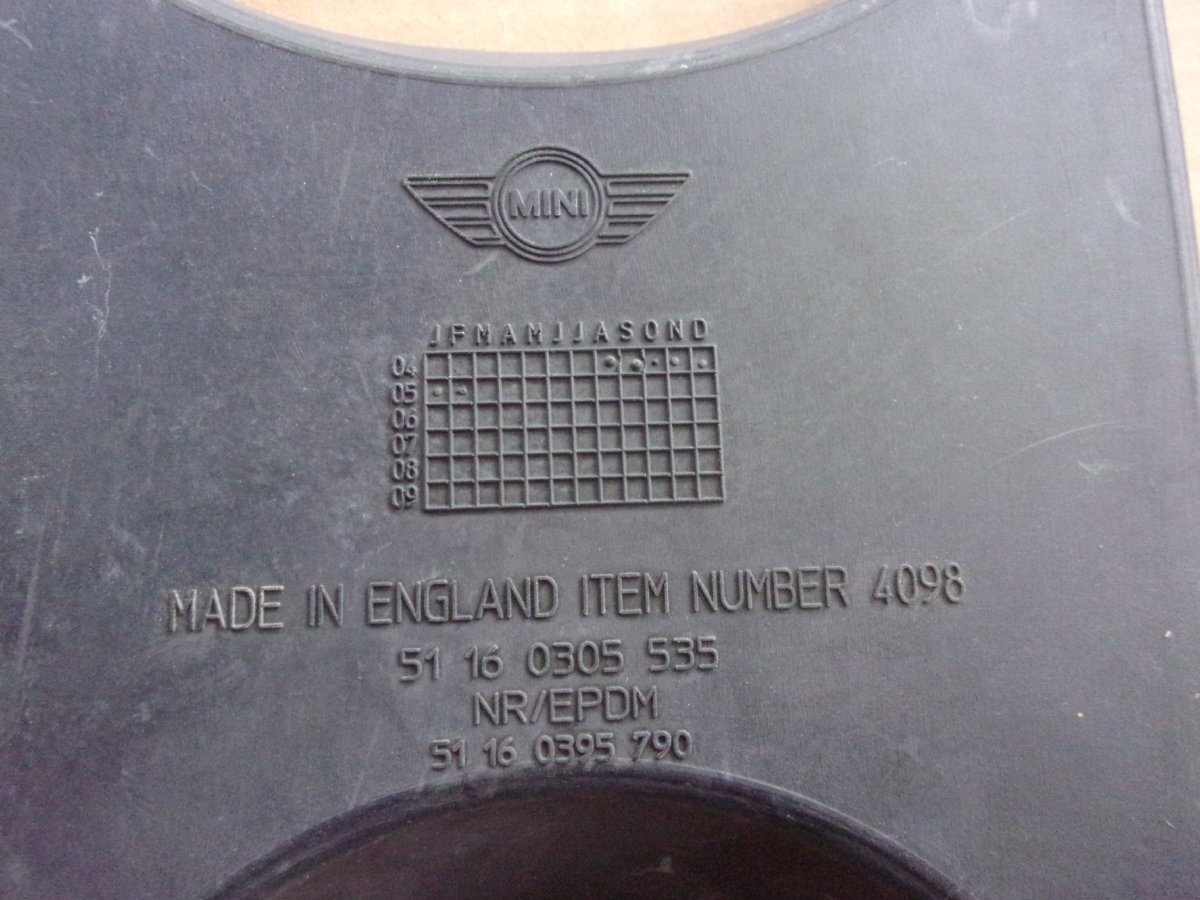 MINI
J F M A M J J A S O N D
04
05
06
07
08
09
MADE IN ENGLAND ITEM NUMBER 4098
51 16 0305 535
NR/EPDM
51 16 0395 790